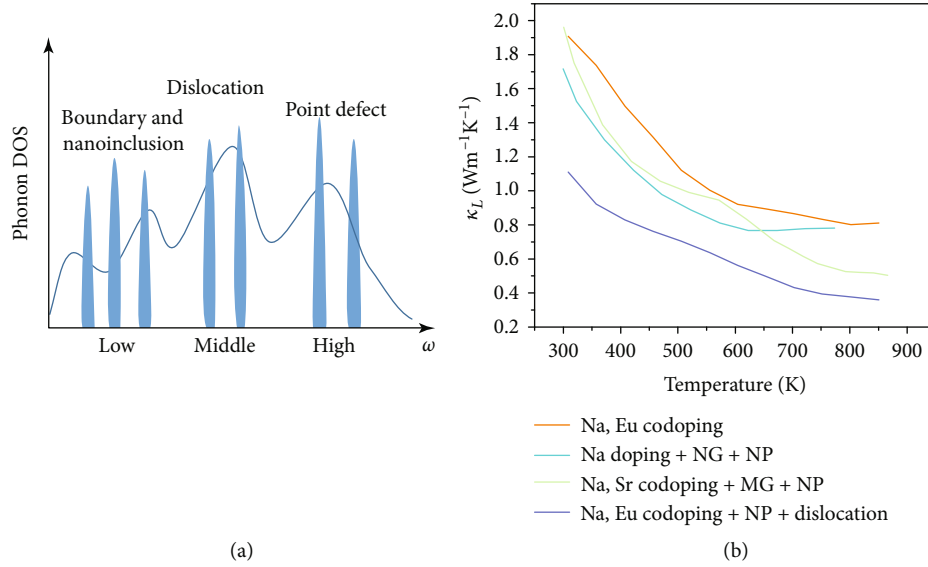 Phonon DOS
Boundary and
nanoinclusion
Dislocation
Point defect
Low
Middle
High
ω
(a)
κL (Wm−1K−1)
2.0
1.8
1.6
1.4
1.2
1.0
0.8
0.6
0.4
0.2
300
400
500
600
700
800
900
Temperature (K)
Na, Eu codoping
Na doping + NG + NP
Na, Sr codoping + MG + NP
Na, Eu codoping + NP + dislocation
(b)